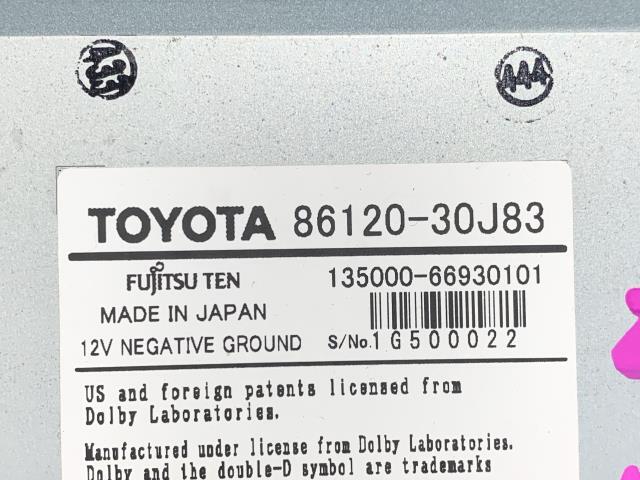 444
TOYOTA 86120-30J83
FUJITSU TEN 135000-66930101
MADE IN JAPAN
12V NEGATIVE GROUND S/No.1G500022
US and foreign patents licensed from
Dolby Laboratories.
Manufactured under license from Dolby Laboratories.
Dolby and the double-D symbol are trademarks